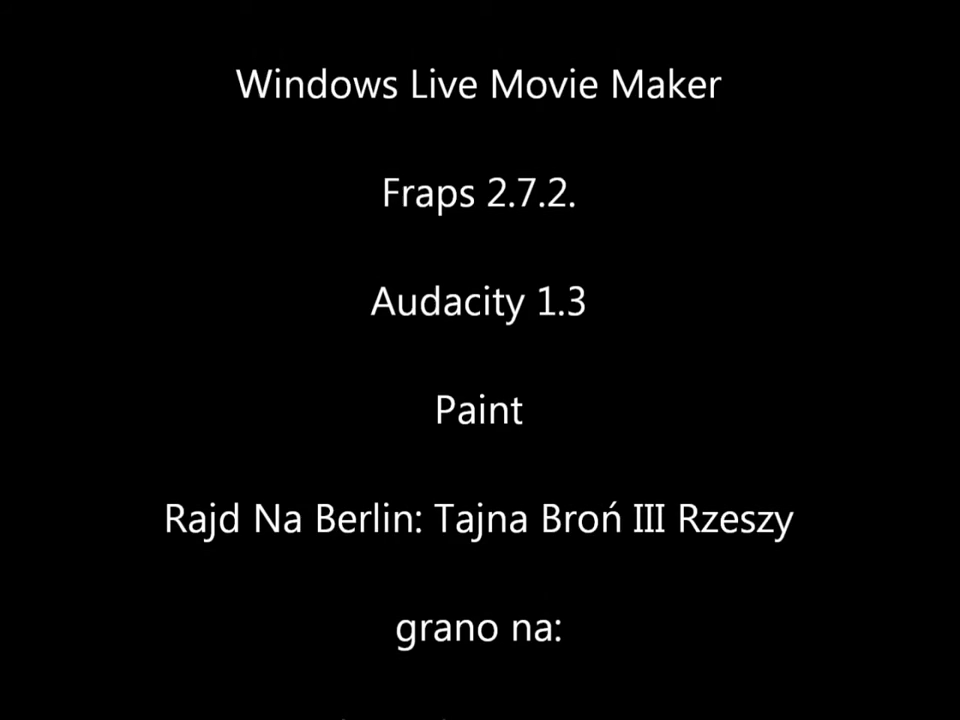 Windows Live Movie Maker
Fraps 2.7.2.
Audacity 1.3
Paint
Rajd Na Berlin: Tajna Broń III Rzeszy
grano na: